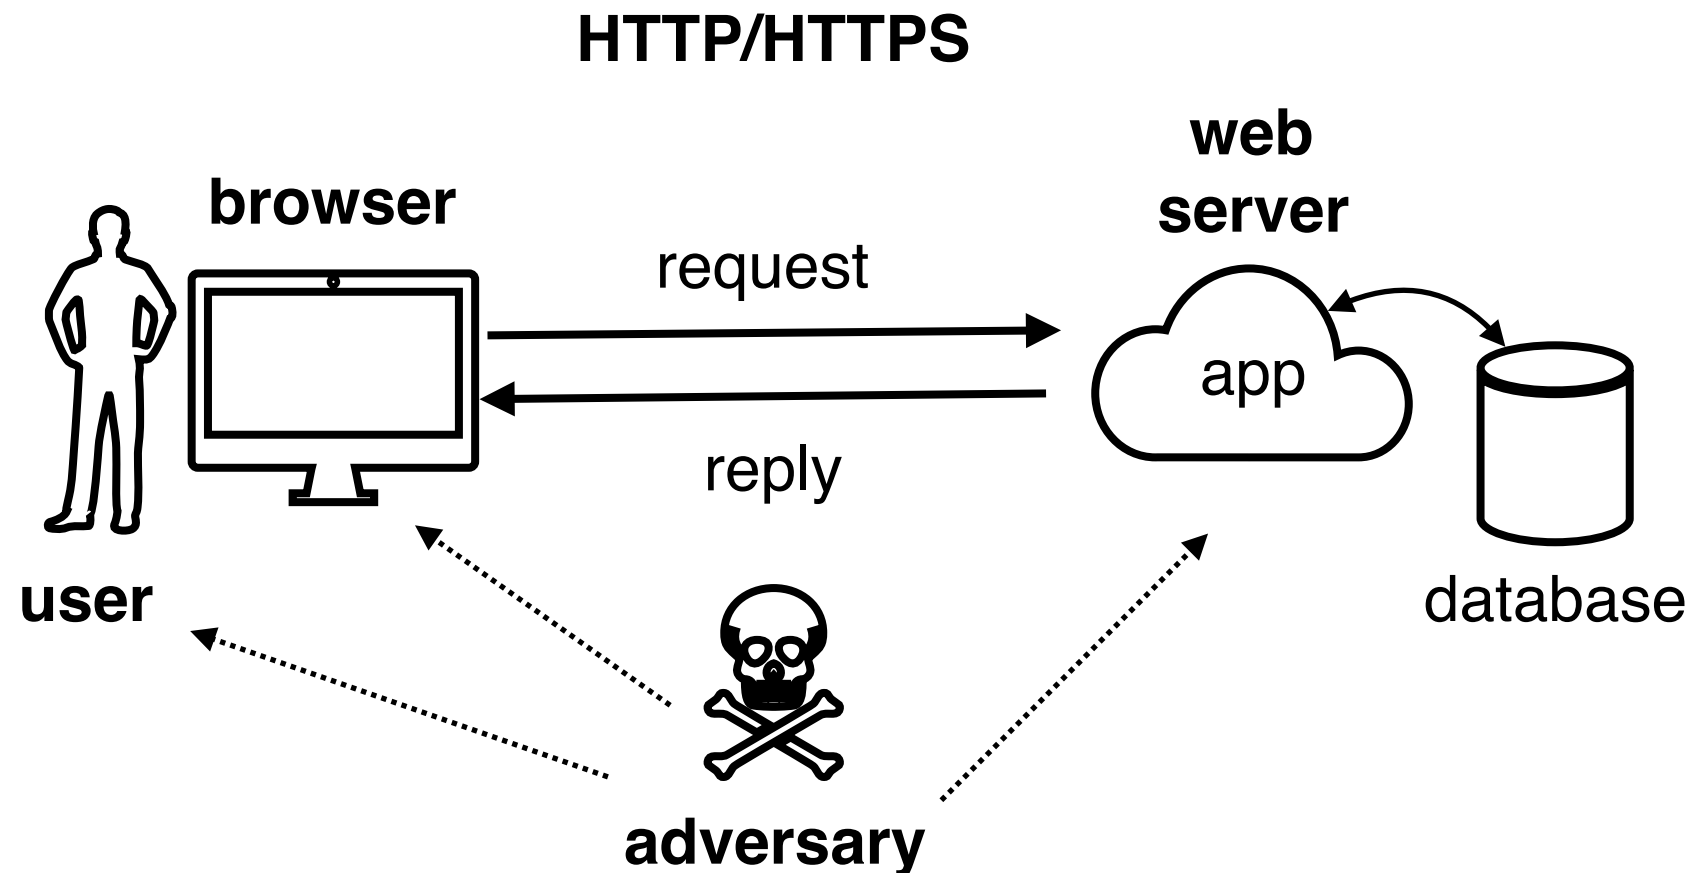 HTTP/HTTPS
web
server
browser
request
app
reply
user
database
adversary